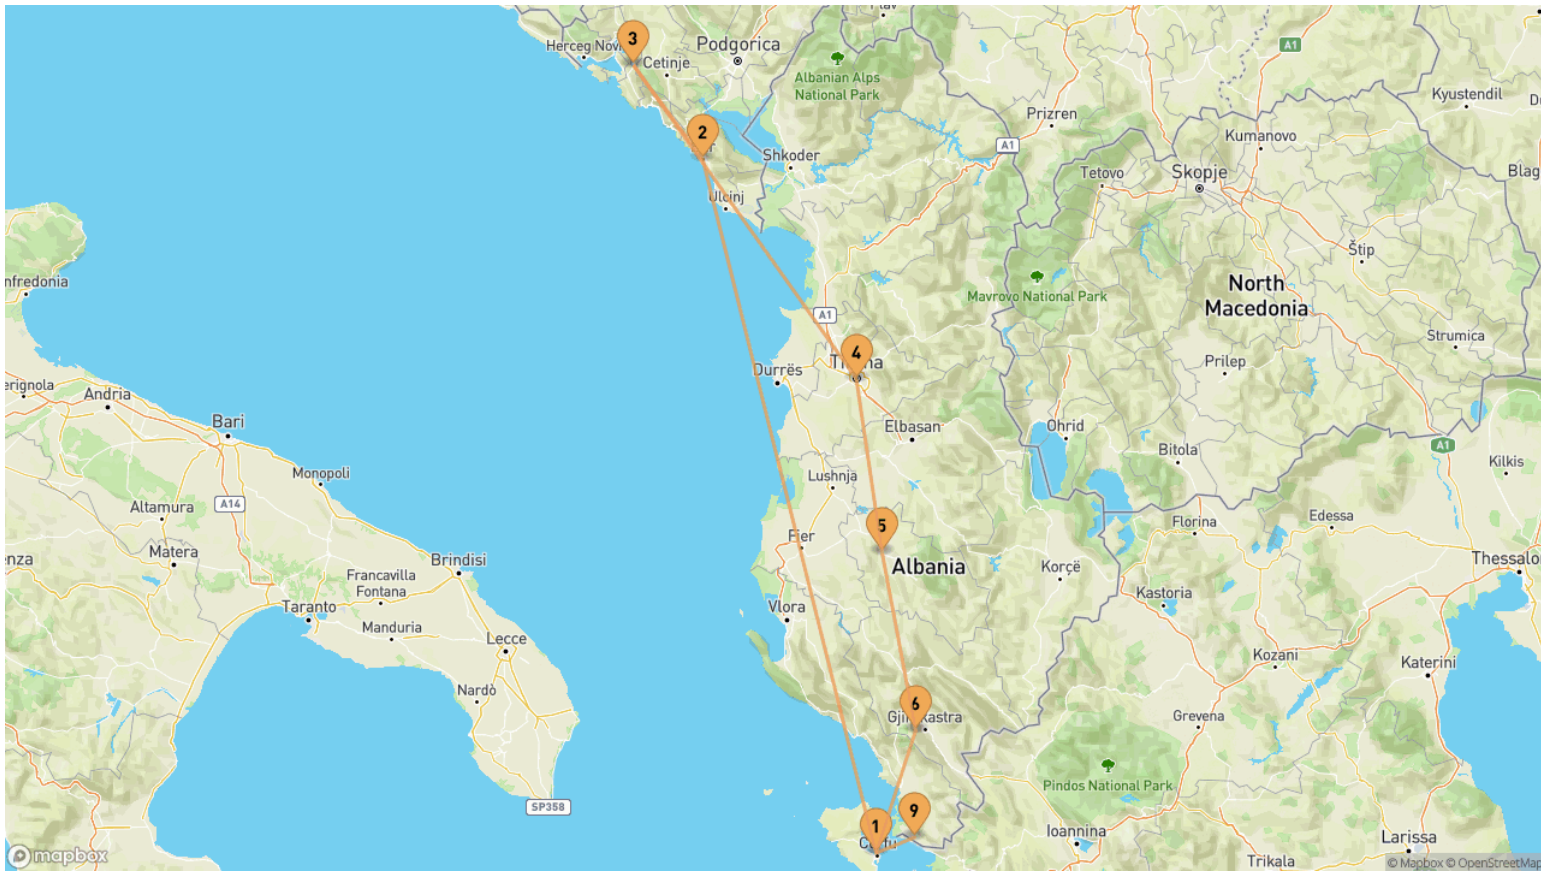 Plav
3
Herceg Novi
Podgorica
Cetinje
A1
Albanian Alps
National Park
Kyustendil
Prizren
2
Kumanovo
A1
Shkoder
Tetovo
Skopje
Blag
Ulcinj
Štip
nfredonia
Mavrovo National Park
North
Macedonia
A1
Strumica
4
Durrës
Prilep
erignola
Andria
Bari
Elbasan
Ohrid
A1
Bitola
Kilkis
Monopoli
Lushnja
A14
Altamura
5
Florina
Edessa
Fier
Matera
enza
Brindisi
Albania
Korçë
Thessalo
Francavilla
Fontana
Kastoria
Taranto
Vlora
Manduria
Lecce
Kozani
Katerini
Nardò
6
Gjirokastra
Grevena
Pindos National Park
SP358
9
1
Corfu
Ioannina
Larissa
Trikala
mapbox
© Mapbox © OpenStreetMap